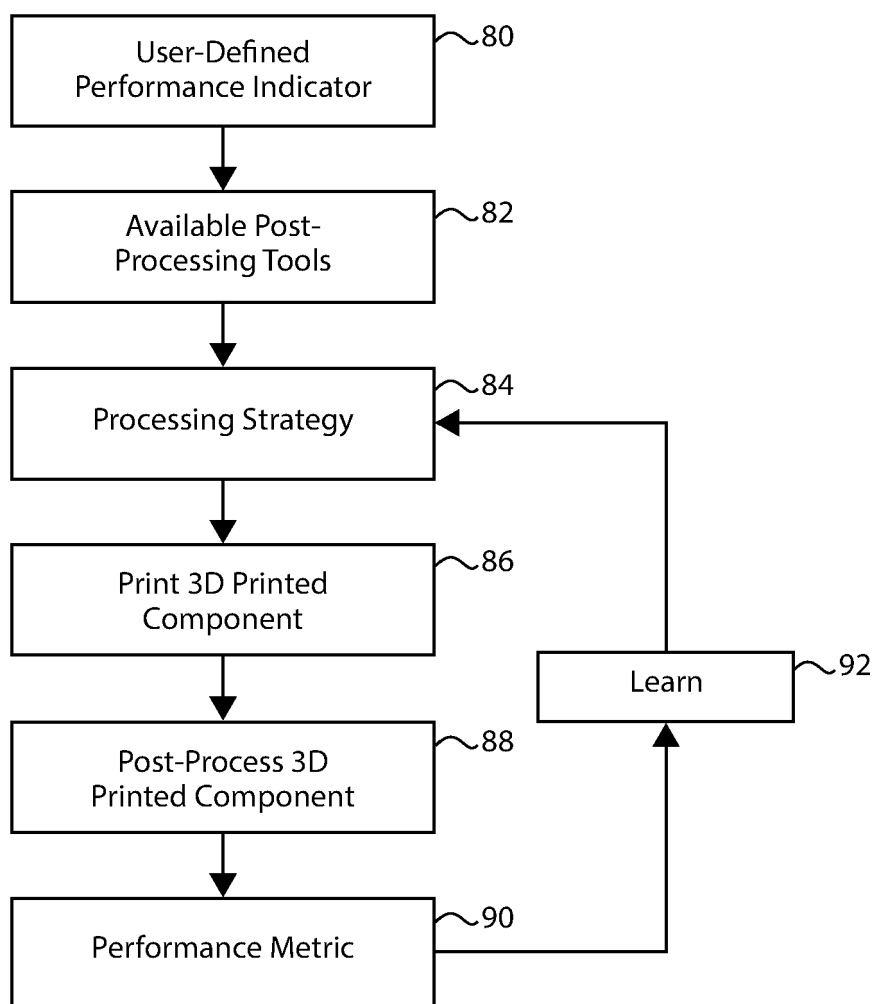 User-Defined
Performance Indicator
80
Available Post-
Processing Tools
82
Processing Strategy
84
Print 3D Printed
Component
86
Learn
92
Post-Process 3D
Printed Component
88
Performance Metric
90